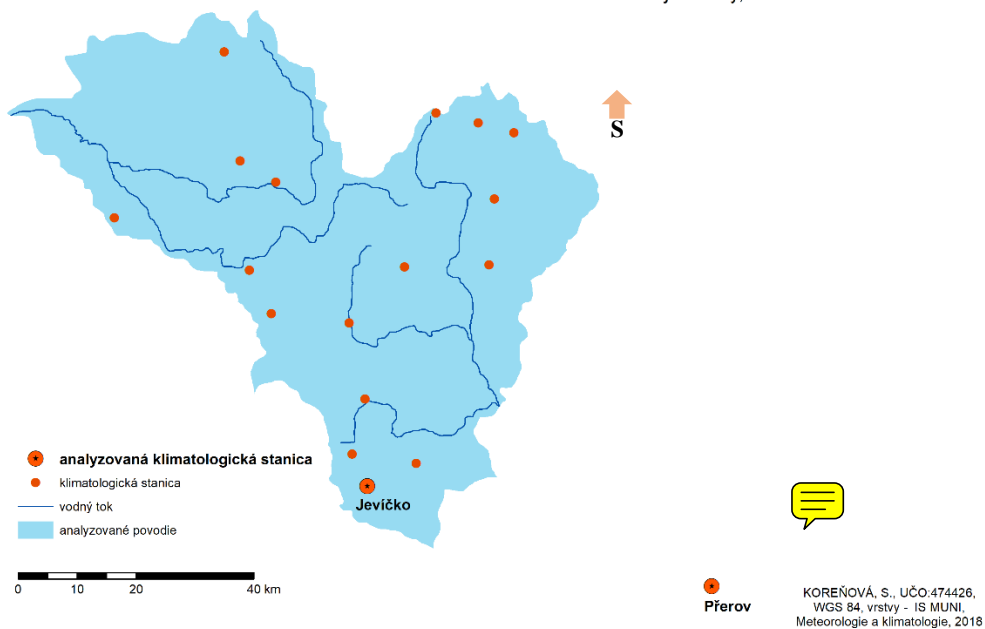 S
analyzovaná klimatologická stanica
klimatologická stanica
vodný tok
analyzované povodie
Jevíčko
0 10 20 40 km
Přerov
KOREŇOVÁ, S., UČO:474426,
WGS 84, vrstvy - IS MUNI,
Meteorologie a klimatologie, 2018